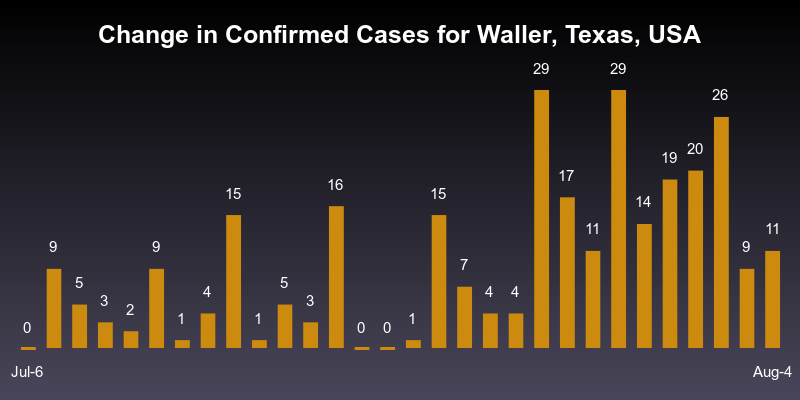 Change in Confirmed Cases for Waller, Texas, USA
0 9 5 3 2 9 1 4 15 1 5 3 16 0 0 1 15 7 4 4 29 17 11 29 14 19 20 26 9 11
Jul-6 Aug-4